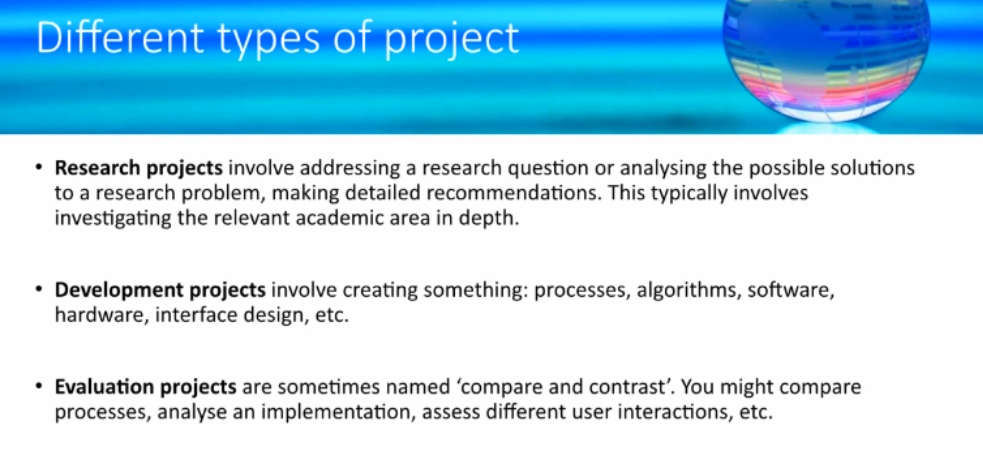 Different types of project
• Research projects involve addressing a research question or analysing the possible solutions
to a research problem, making detailed recommendations. This typically involves
investigating the relevant academic area in depth.
• Development projects involve creating something: processes, algorithms, software,
hardware, interface design, etc.
• Evaluation projects are sometimes named ‘compare and contrast’. You might compare
processes, analyse an implementation, assess different user interactions, etc.